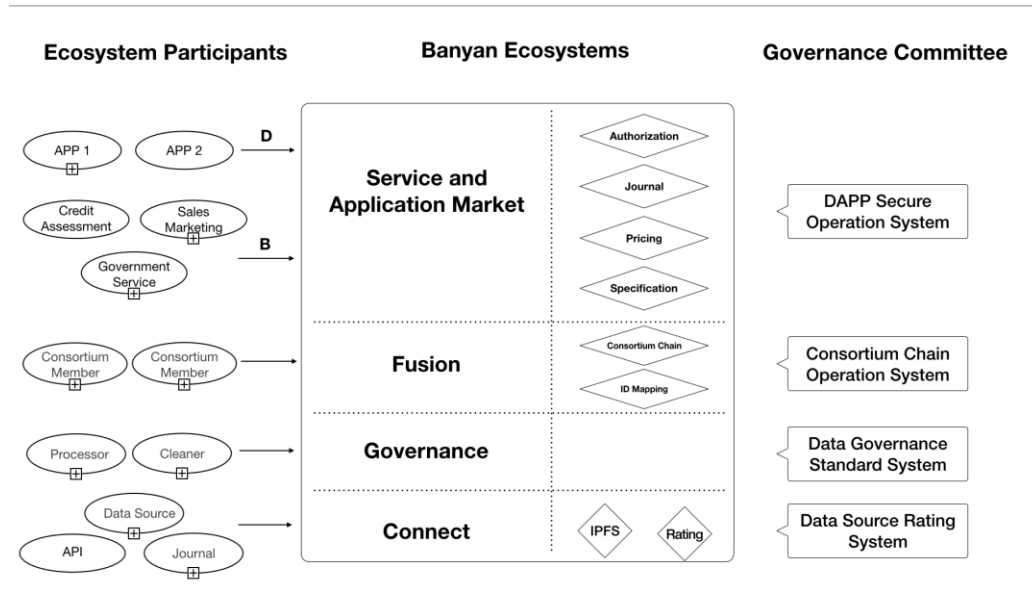 Ecosystem Participants
Banyan Ecosystems
Governance Committee
APP 1
APP 2
D
Credit
Assessment
Sales
Marketing
B
Government
Service
Service and
Application Market
Authorization
Journal
Pricing
Specification
DAPP Secure
Operation System
Consortium
Member
Consortium
Member
Fusion
Consortium Chain
ID Mapping
Consortium Chain
Operation System
Processor
Cleaner
Governance
Data Governance
Standard System
Data Source
API
Journal
Connect
IPFS
Rating
Data Source Rating
System